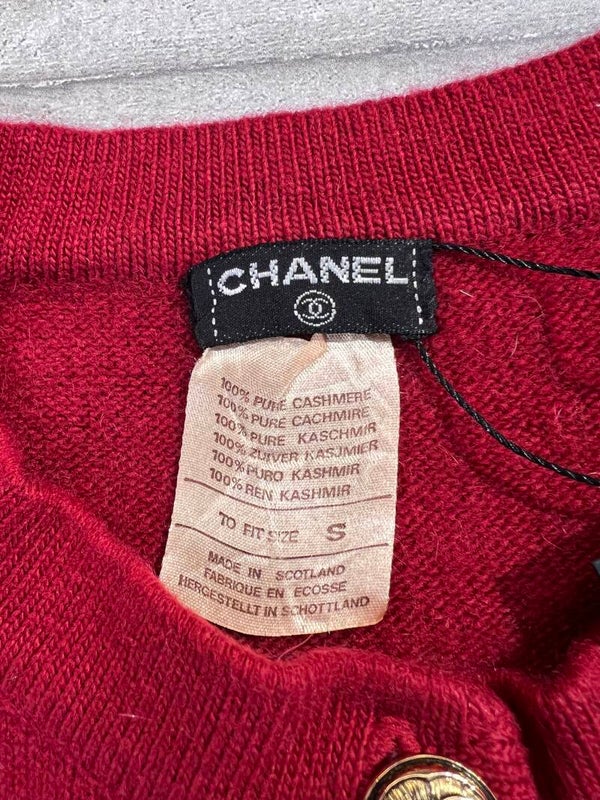 CHANEL
100% PURE CASHMERE
100% PURE CACHMIRE
100% PURE KASCHMIR
100% ZUIVER KASJMIER
100% PURO KASHMIR
100% REN KASHMIR
TO FIT SIZE S
MADE IN SCOTLAND
FABRIQUE EN ECOSSE
HERGESTELLT IN SCHOTTLAND